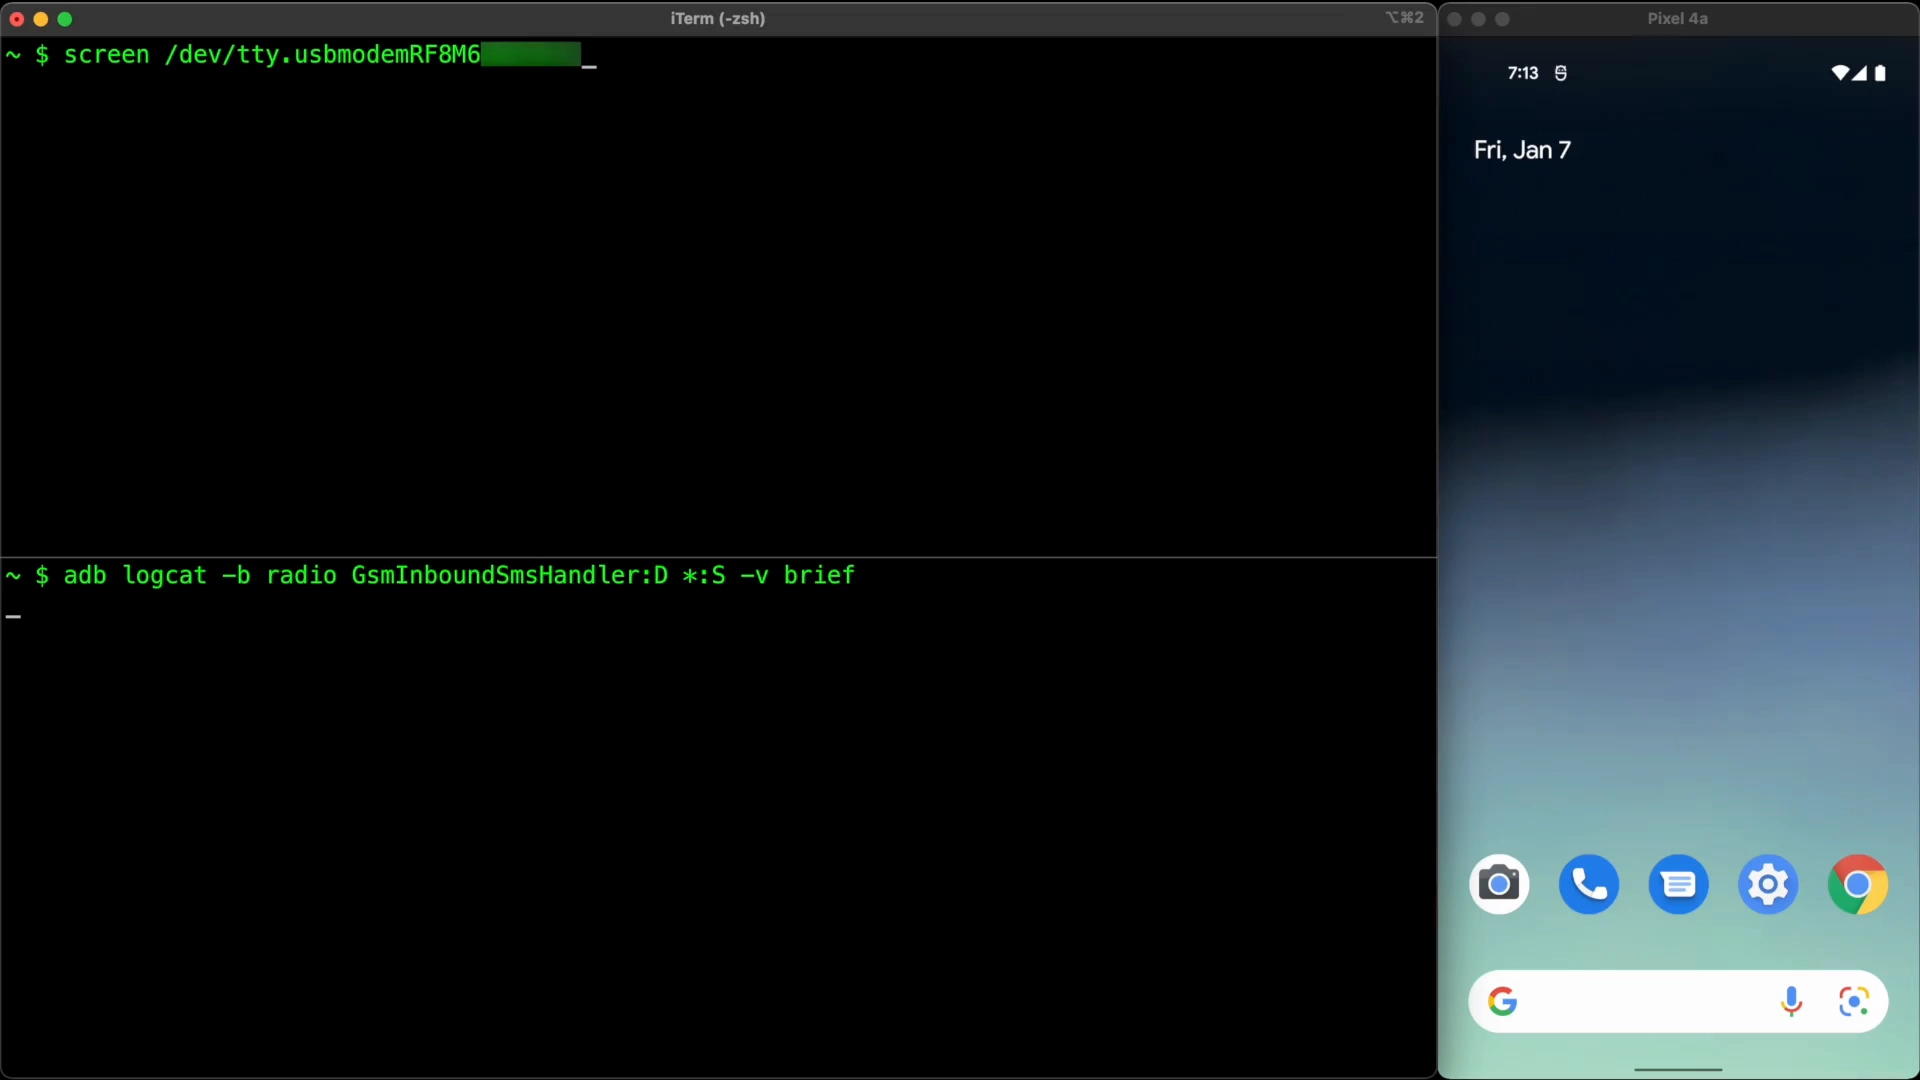 iTerm (-zsh)
⌥⌘2
~ $ screen /dev/tty.usbmodemRF8M6
~ $ adb logcat -b radio GsmInboundSmsHandler:D *:S -v brief
Pixel 4a
7:13
Fri, Jan 7